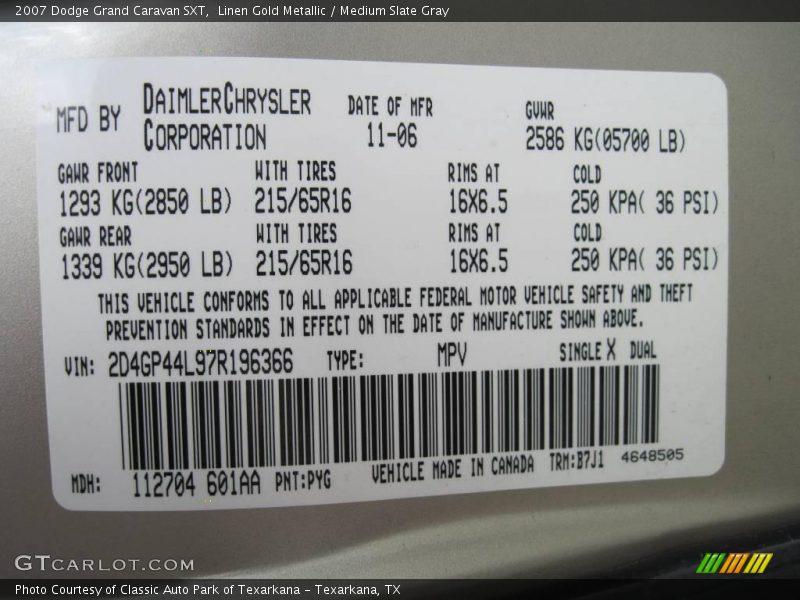 2007 Dodge Grand Caravan SXT,  Linen Gold Metallic / Medium Slate Gray
MFD BY DAIMLERCHRYSLER CORPORATION DATE OF MFR 11-06 GVWR 2586 KG(05700 LB)
GAWR FRONT WITH TIRES RIMS AT COLD
1293 KG(2850 LB) 215/65R16 16X6.5 250 KPA( 36 PSI)
GAWR REAR WITH TIRES RIMS AT COLD
1339 KG(2950 LB) 215/65R16 16X6.5 250 KPA( 36 PSI)
THIS VEHICLE CONFORMS TO ALL APPLICABLE FEDERAL MOTOR VEHICLE SAFETY AND THEFT
PREVENTION STANDARDS IN EFFECT ON THE DATE OF MANUFACTURE SHOWN ABOVE.
VIN: 2D4GP44L97R196366 TYPE: MPV SINGLE X DUAL
MDH: 112704 601AA PNT:PYG VEHICLE MADE IN CANADA TRM:B7J1 4648505
GTCARLOT.COM
Photo Courtesy of Classic Auto Park of Texarkana – Texarkana, TX